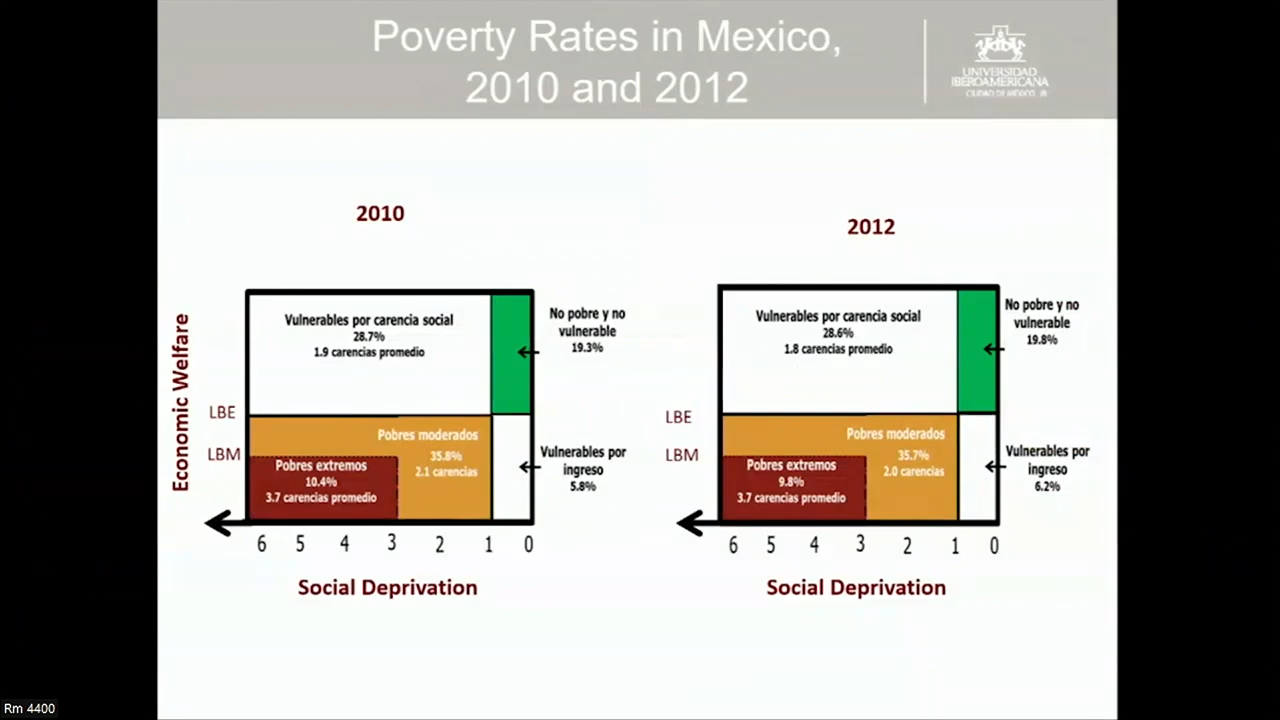 Poverty Rates in Mexico,
2010 and 2012
UNIVERSIDAD
IBEROAMERICANA
CIUDAD DE MÉXICO
2010
Economic Welfare
LBE
LBM
Vulnerables por carencia social
28.7%
1.9 carencias promedio
No pobre y no
vulnerable
19.3%
Pobres moderados
35.8%
2.1 carencias
Pobres extremos
10.4%
3.7 carencias promedio
Vulnerables por
ingreso
5.8%
6 5 4 3 2 1 0
Social Deprivation
2012
LBE
LBM
Vulnerables por carencia social
28.6%
1.8 carencias promedio
No pobre y no
vulnerable
19.8%
Pobres moderados
35.7%
2.0 carencias
Pobres extremos
9.8%
3.7 carencias promedio
Vulnerables por
ingreso
6.2%
6 5 4 3 2 1 0
Social Deprivation
Rm 4400